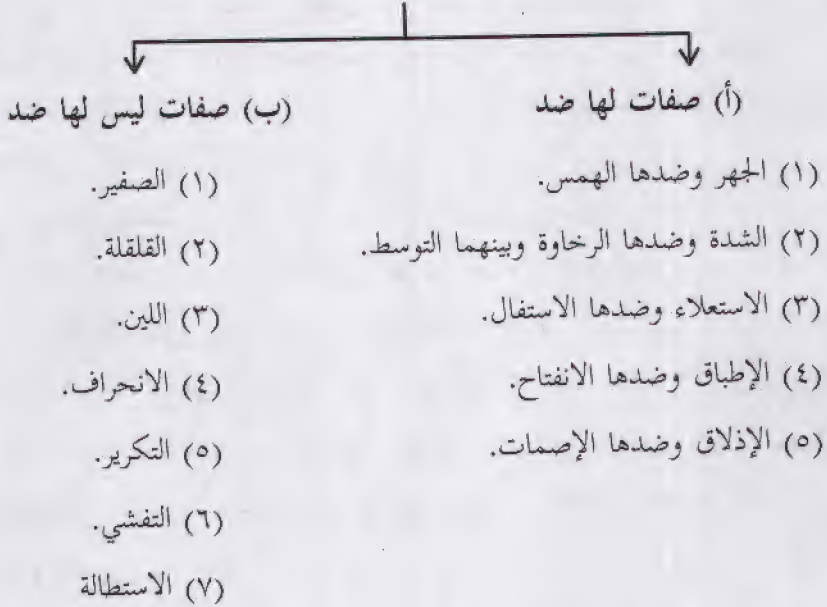 (أ) صفات لها ضد
(١) الجهر وضدها الهمس.
(٢) الشدة وضدها الرخاوة وبينهما التوسط.
(٣) الاستعلاء وضدها الاستفال.
(٤) الإطباق وضدها الانفتاح.
(٥) الإذلاق وضدها الإصمات.
(ب) صفات ليس لها ضد
(١) الصفير.
(٢) القلقلة.
(٣) اللين.
(٤) الانحراف.
(٥) التكرير.
(٦) التفشي.
(٧) الاستطالة